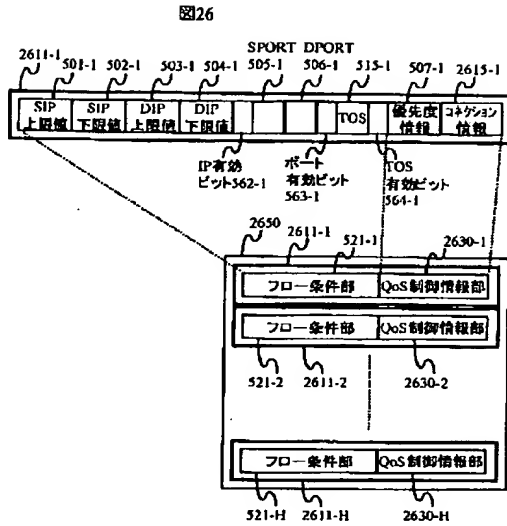 図26
SPORT DPORT
2611-1
501-1 502-1 503-1 504-1 505-1 506-1 515-1 507-1 2615-1
SIP 上限値
SIP 下限値
DIP 上限値
DIP 下限値
TOS
優先度 情報
コネクション 情報
IP有効 ビット562-1
ポート 有効ビット 563-1
TOS 有効ビット 564-1
2650
2611-1
521-1
2630-1
フロー条件部 QoS制御情報部
フロー条件部 QoS制御情報部
521-2 2611-2 2630-2
フロー条件部 QoS制御情報部
521-H 2611-H 2630-H